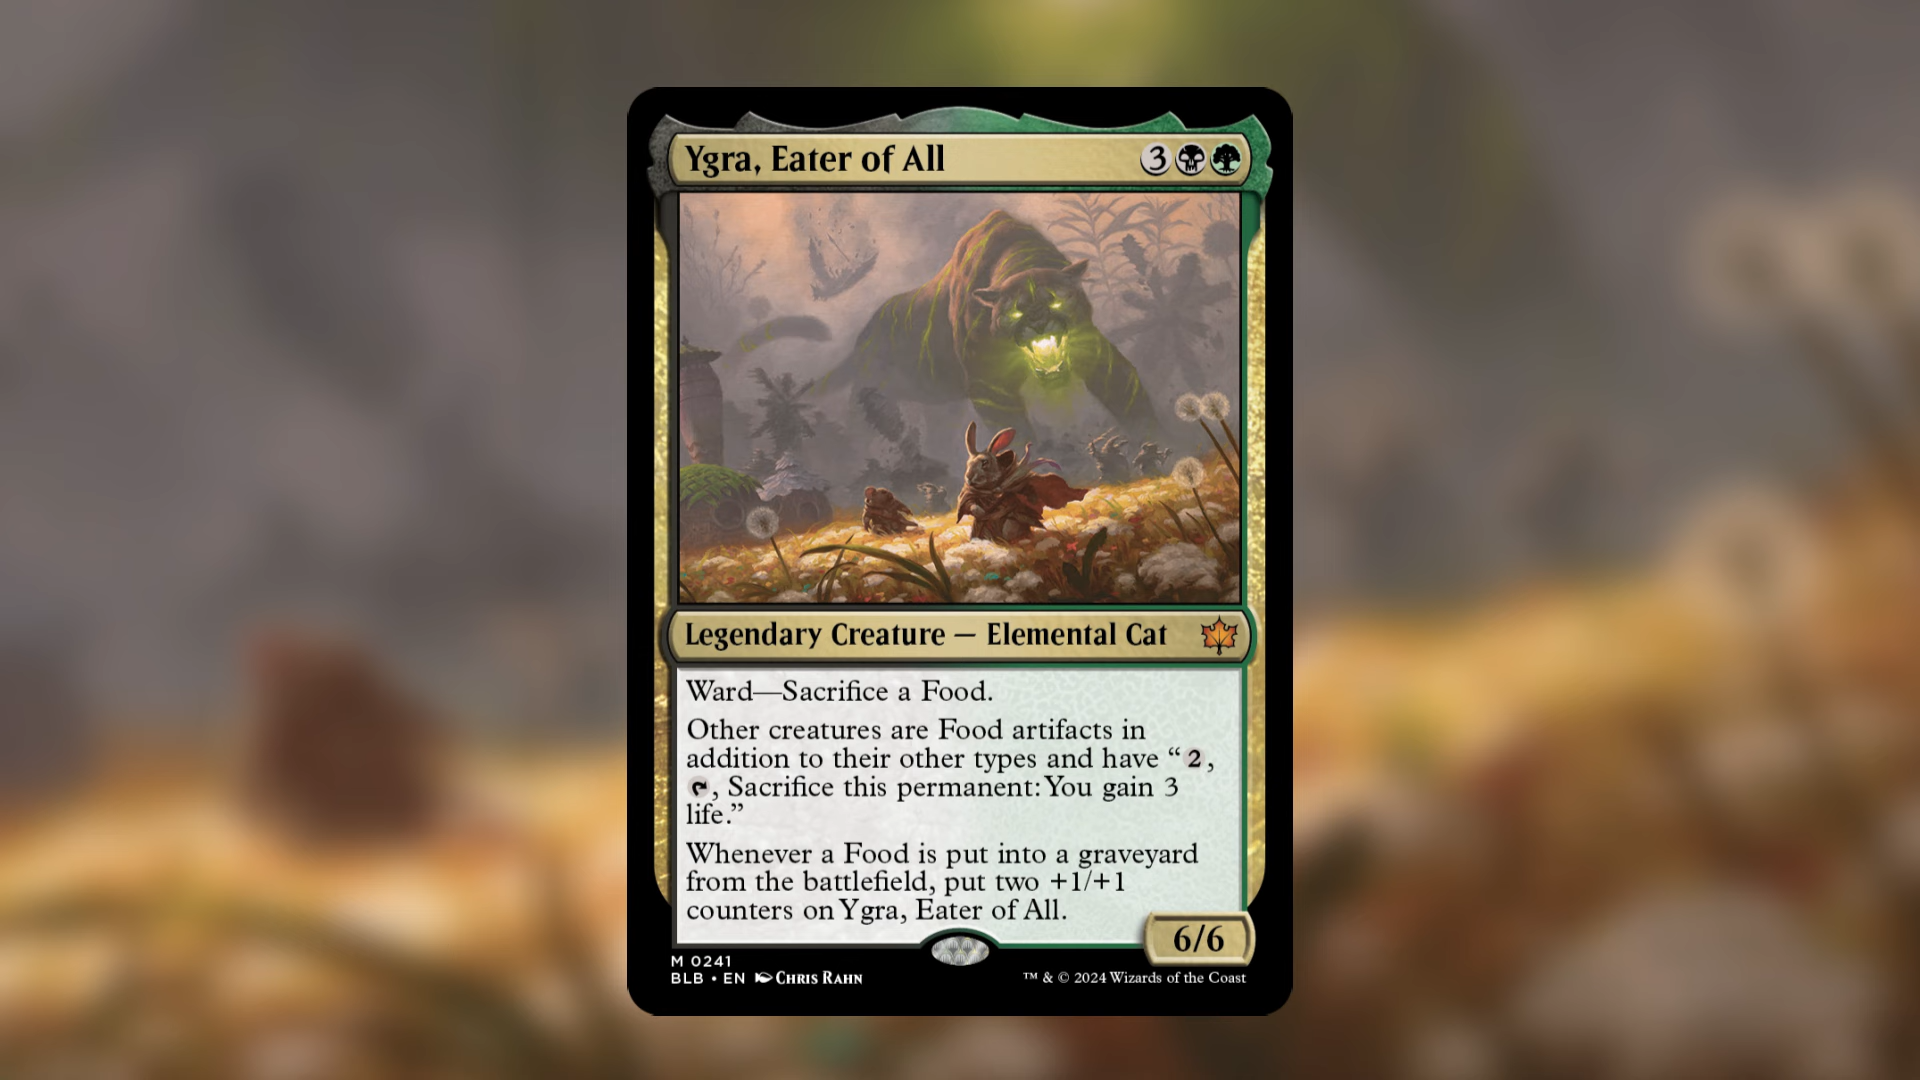 Ygra, Eater of All 3
Legendary Creature — Elemental Cat
Ward—Sacrifice a Food.
Other creatures are Food artifacts in
addition to their other types and have “2,
, Sacrifice this permanent: You gain 3
life.”
Whenever a Food is put into a graveyard
from the battlefield, put two +1/+1
counters on Ygra, Eater of All.
6/6
M 0241
BLB • EN Chris Rahn
™ & © 2024 Wizards of the Coast